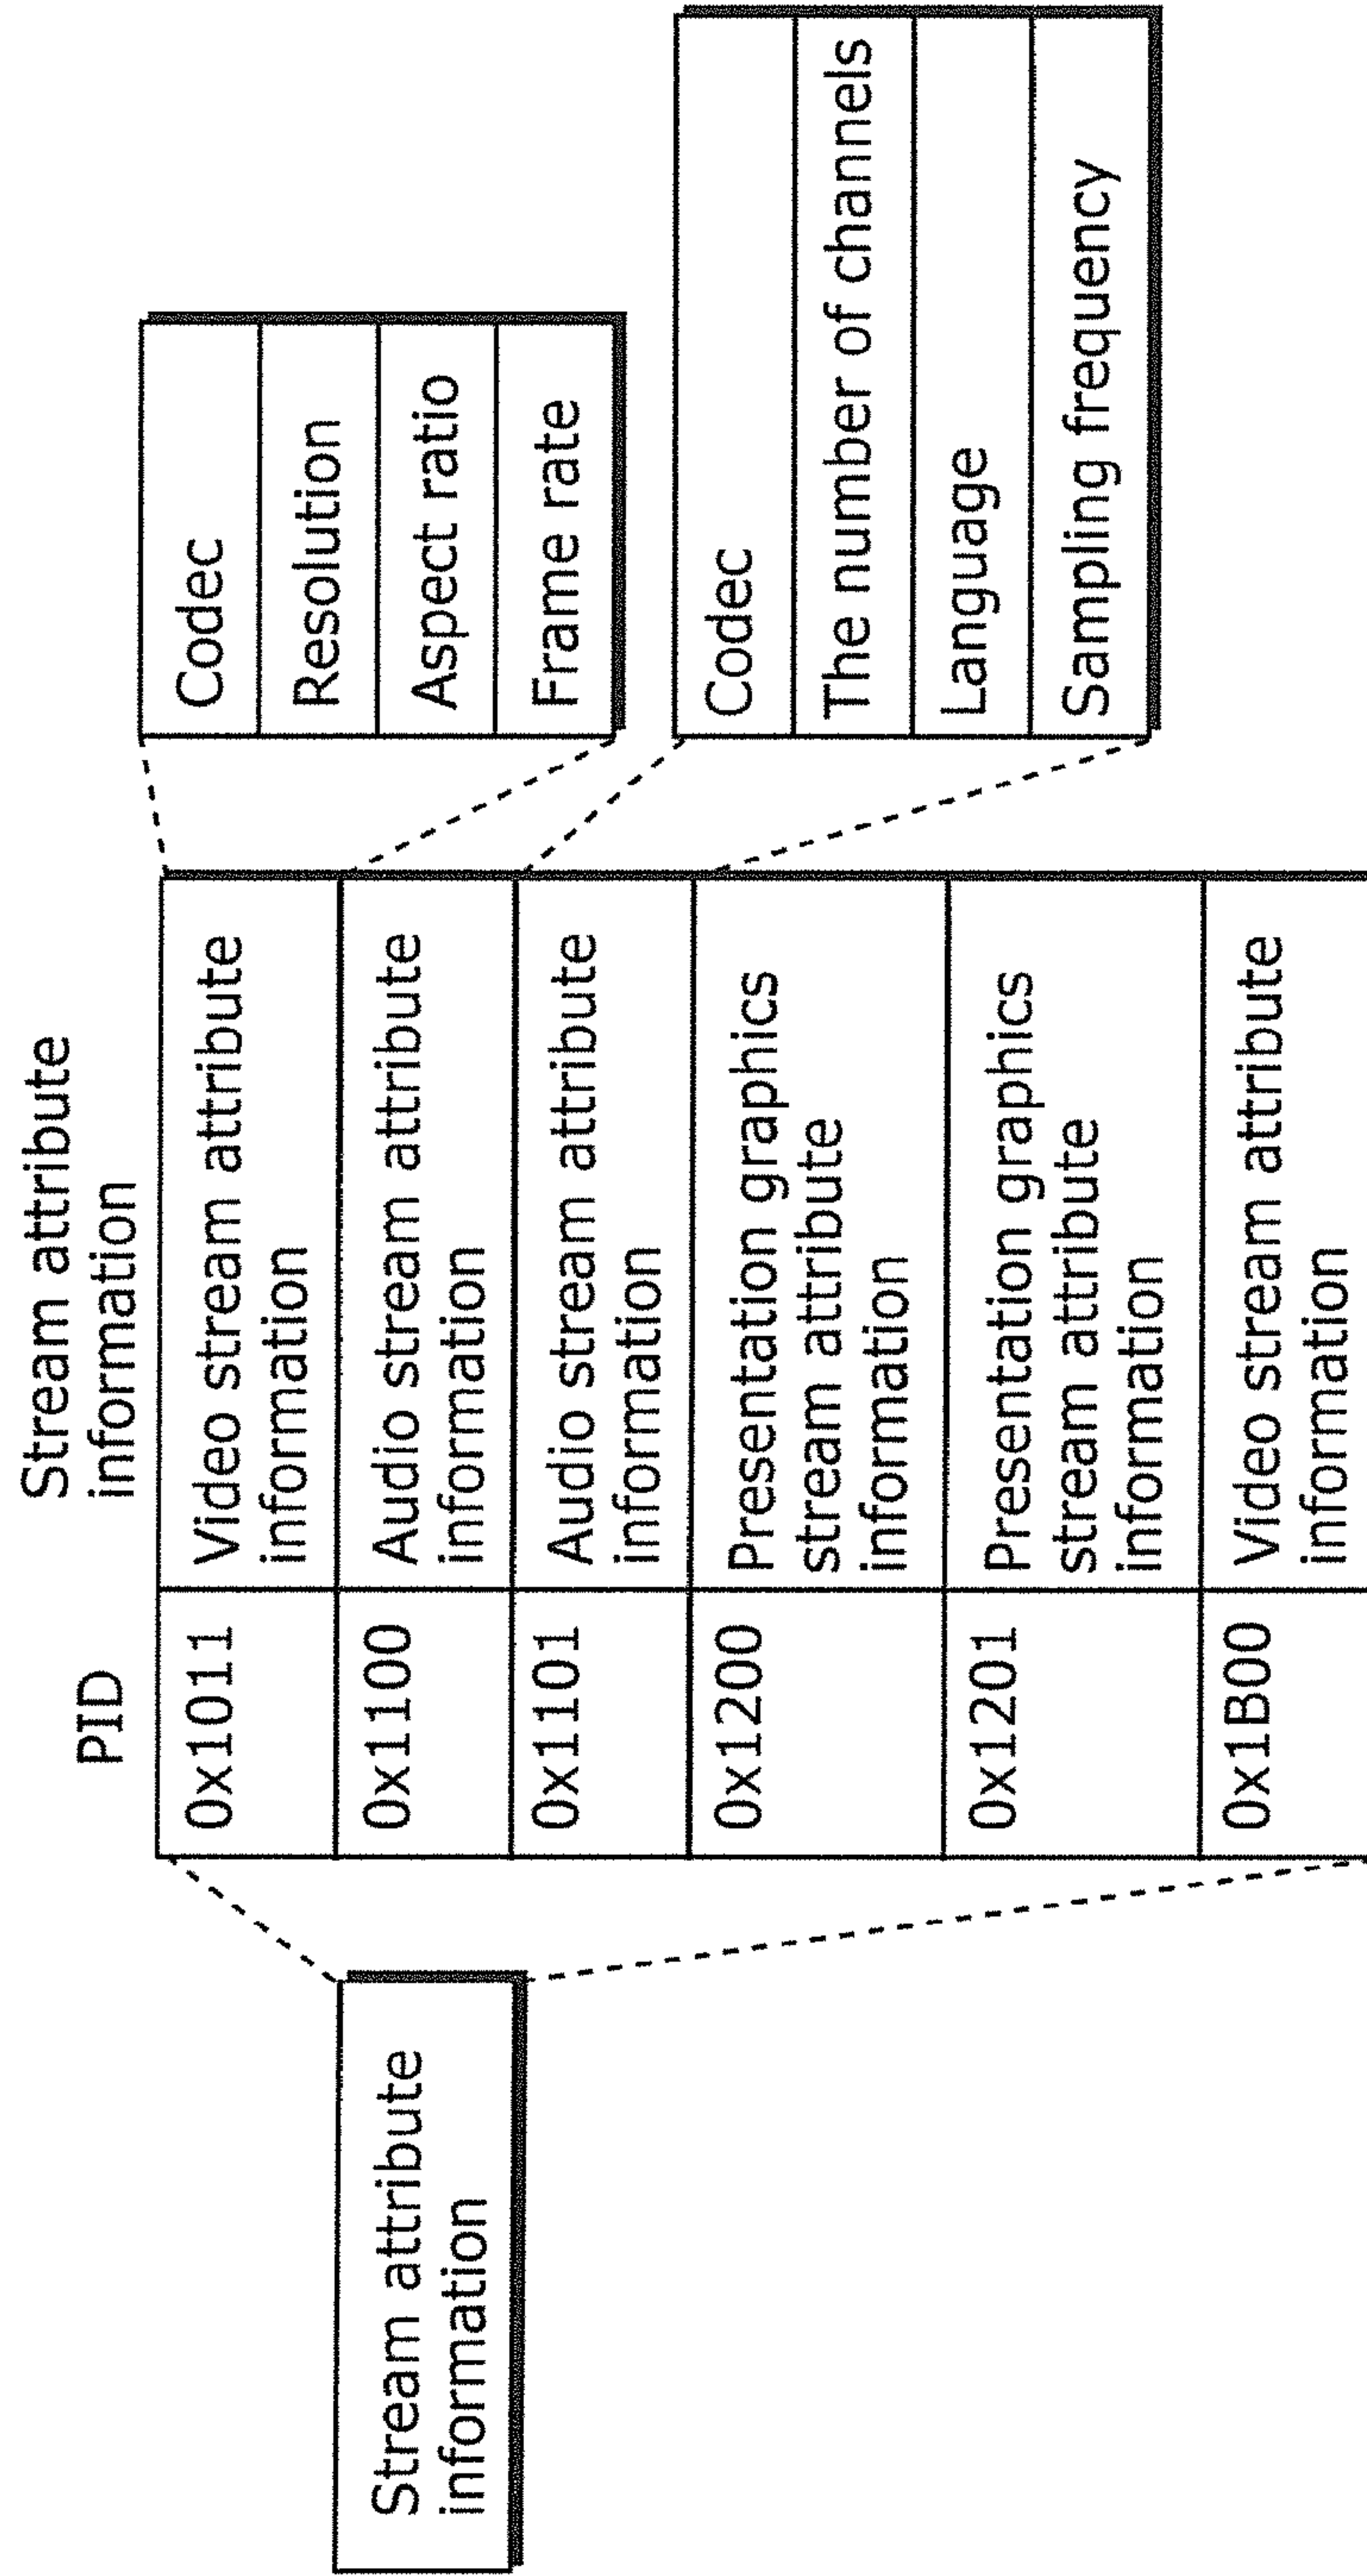 Stream attribute
information
PID
Stream attribute
information
0x1011
Video stream attribute
information
0x1100
Audio stream attribute
information
0x1101
Audio stream attribute
information
0x1200
Presentation graphics
stream attribute
information
0x1201
Presentation graphics
stream attribute
information
0x1B00
Video stream attribute
information
Codec
Resolution
Aspect ratio
Frame rate
Codec
The number of channels
Language
Sampling frequency